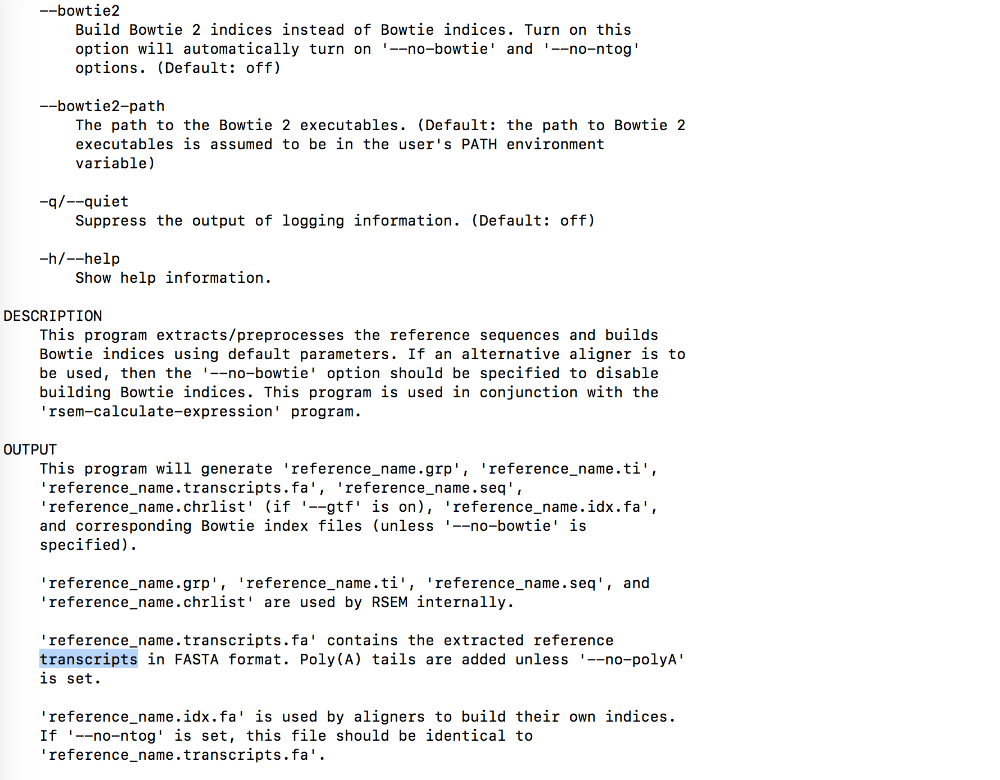 --bowtie2
Build Bowtie 2 indices instead of Bowtie indices. Turn on this
option will automatically turn on '--no-bowtie' and '--no-ntog'
options. (Default: off)
--bowtie2-path
The path to the Bowtie 2 executables. (Default: the path to Bowtie 2
executables is assumed to be in the user's PATH environment
variable)
-q/--quiet
Suppress the output of logging information. (Default: off)
-h/--help
Show help information.
DESCRIPTION
This program extracts/preprocesses the reference sequences and builds
Bowtie indices using default parameters. If an alternative aligner is to
be used, then the '--no-bowtie' option should be specified to disable
building Bowtie indices. This program is used in conjunction with the
'rsem-calculate-expression' program.
OUTPUT
This program will generate 'reference_name.grp', 'reference_name.ti',
'reference_name.transcripts.fa', 'reference_name.seq',
'reference_name.chrlist' (if '--gtf' is on), 'reference_name.idx.fa',
and corresponding Bowtie index files (unless '--no-bowtie' is
specified).
'reference_name.grp', 'reference_name.ti', 'reference_name.seq', and
'reference_name.chrlist' are used by RSEM internally.
'reference_name.transcripts.fa' contains the extracted reference
transcripts in FASTA format. Poly(A) tails are added unless '--no-polyA'
is set.
'reference_name.idx.fa' is used by aligners to build their own indices.
If '--no-ntog' is set, this file should be identical to
'reference_name.transcripts.fa'.